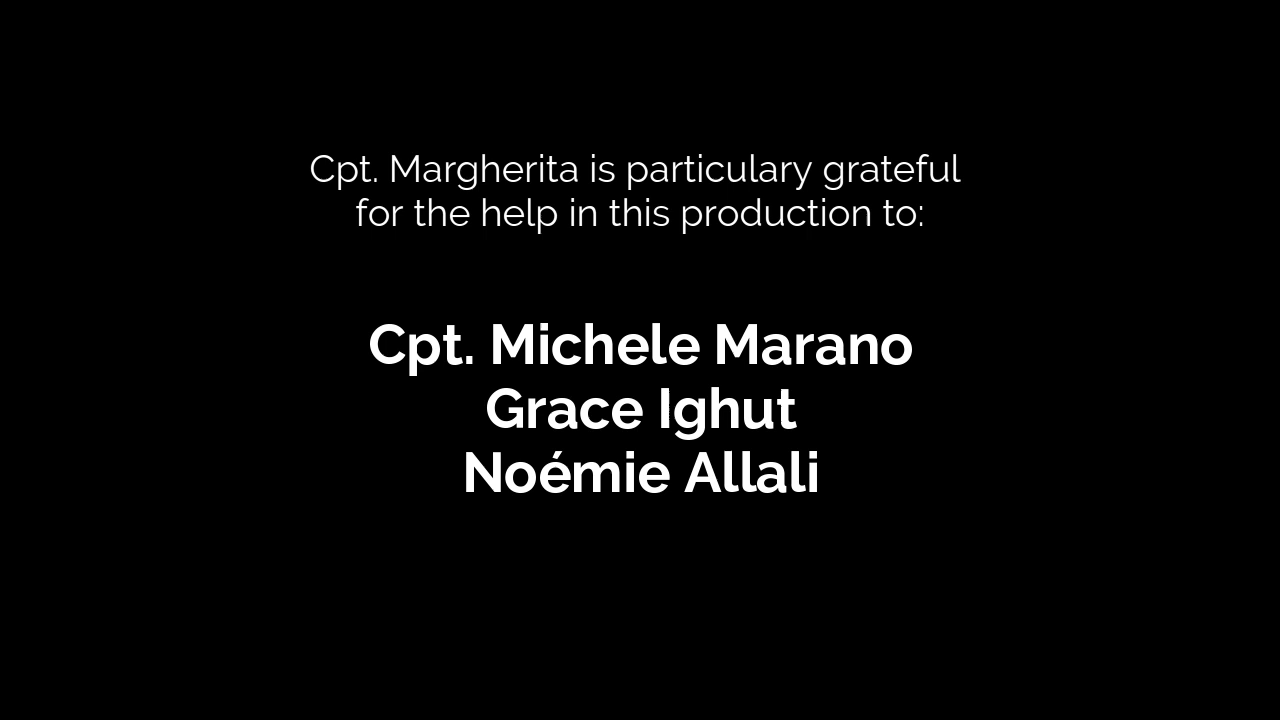 Cpt. Margherita is particulary grateful
for the help in this production to:
Cpt. Michele Marano
Grace Ighut
Noémie Allali